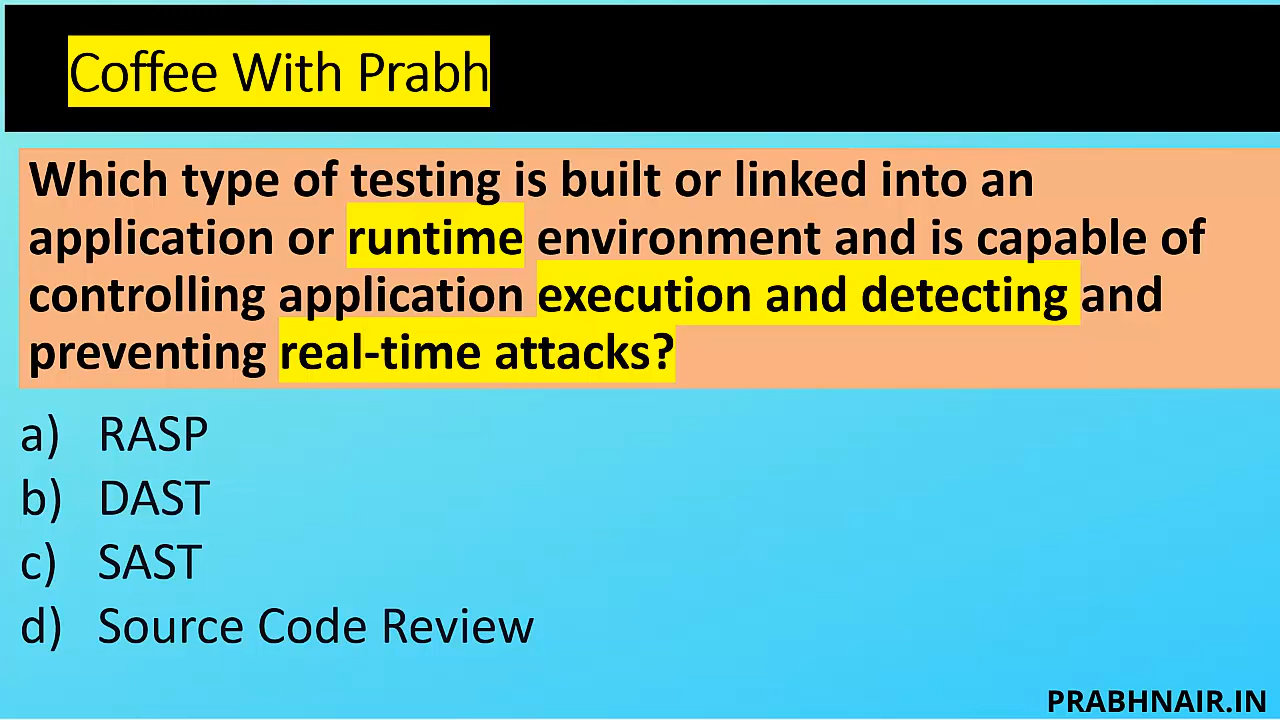 Coffee With Prabh
Which type of testing is built or linked into an
application or runtime environment and is capable of
controlling application execution and detecting and
preventing real-time attacks?
a) RASP
b) DAST
c) SAST
d) Source Code Review
PRABHNAIR.IN